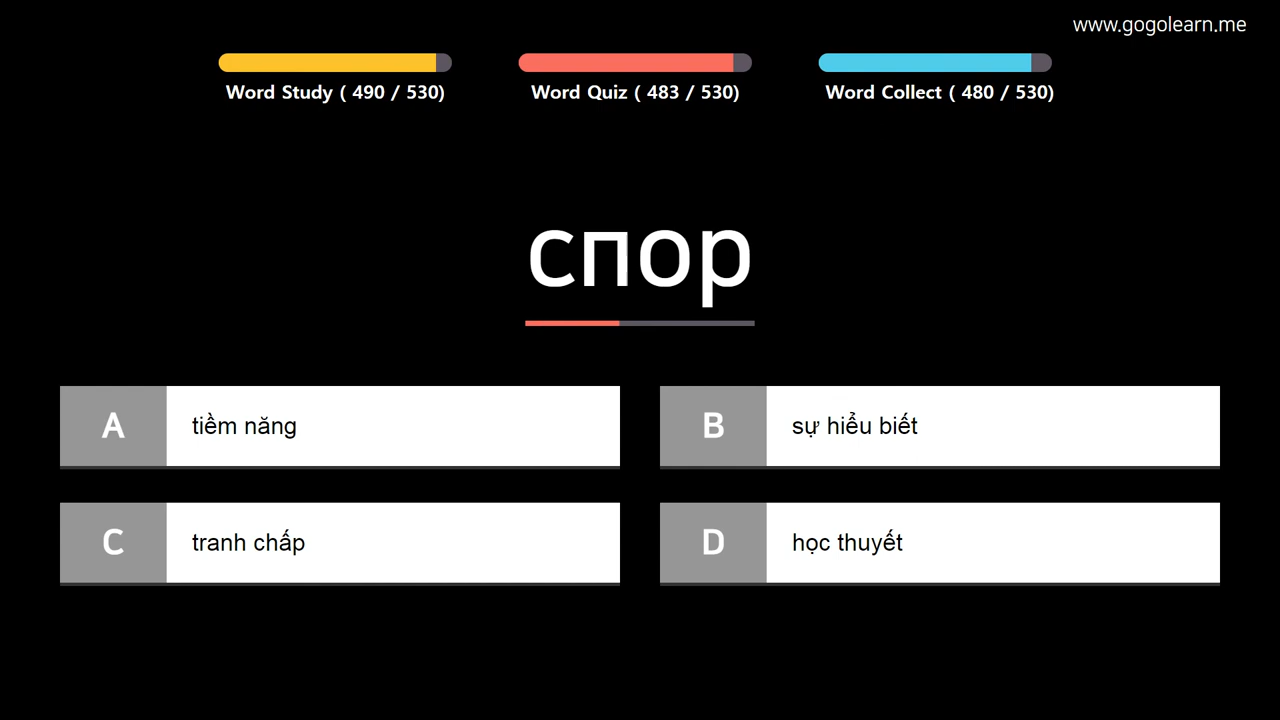 www.gogolearn.me
Word Study ( 490 / 530)
Word Quiz ( 483 / 530)
Word Collect ( 480 / 530)
спор
A tiềm năng
B sự hiểu biết
C tranh chấp
D học thuyết